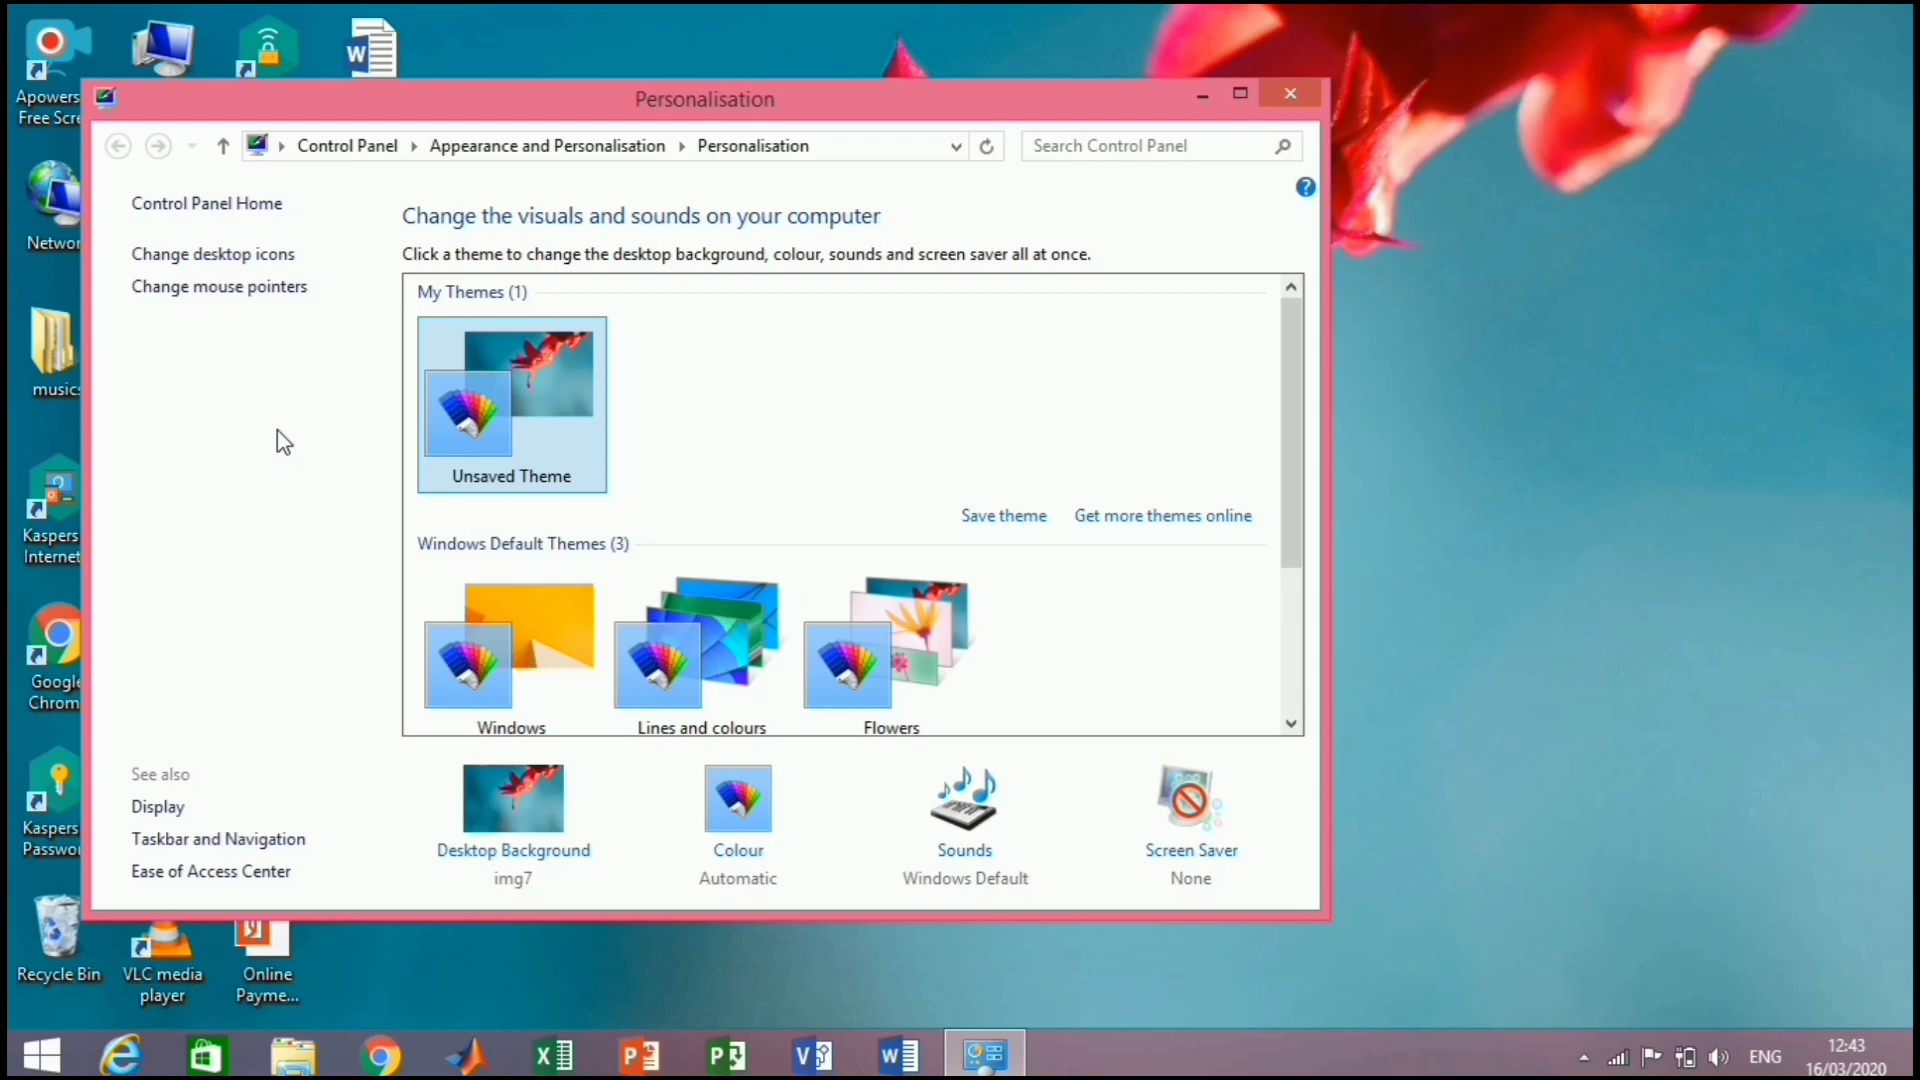 Apowers
Free Scre
Personalisation
Control Panel
Appearance and Personalisation
Personalisation
Search Control Panel
Control Panel Home
Change desktop icons
Change mouse pointers
Change the visuals and sounds on your computer
Click a theme to change the desktop background, colour, sounds and screen saver all at once.
My Themes (1)
Unsaved Theme
Save theme
Get more themes online
Windows Default Themes (3)
Windows
Lines and colours
Flowers
See also
Display
Taskbar and Navigation
Ease of Access Center
Desktop Background
img7
Colour
Automatic
Sounds
Windows Default
Screen Saver
None
Networ
music
Kaspers
Internet
Google
Chrom
Kaspers
Passwo
Recycle Bin
VLC media
player
Online
Payme...
ENG
12:43
16/03/2020